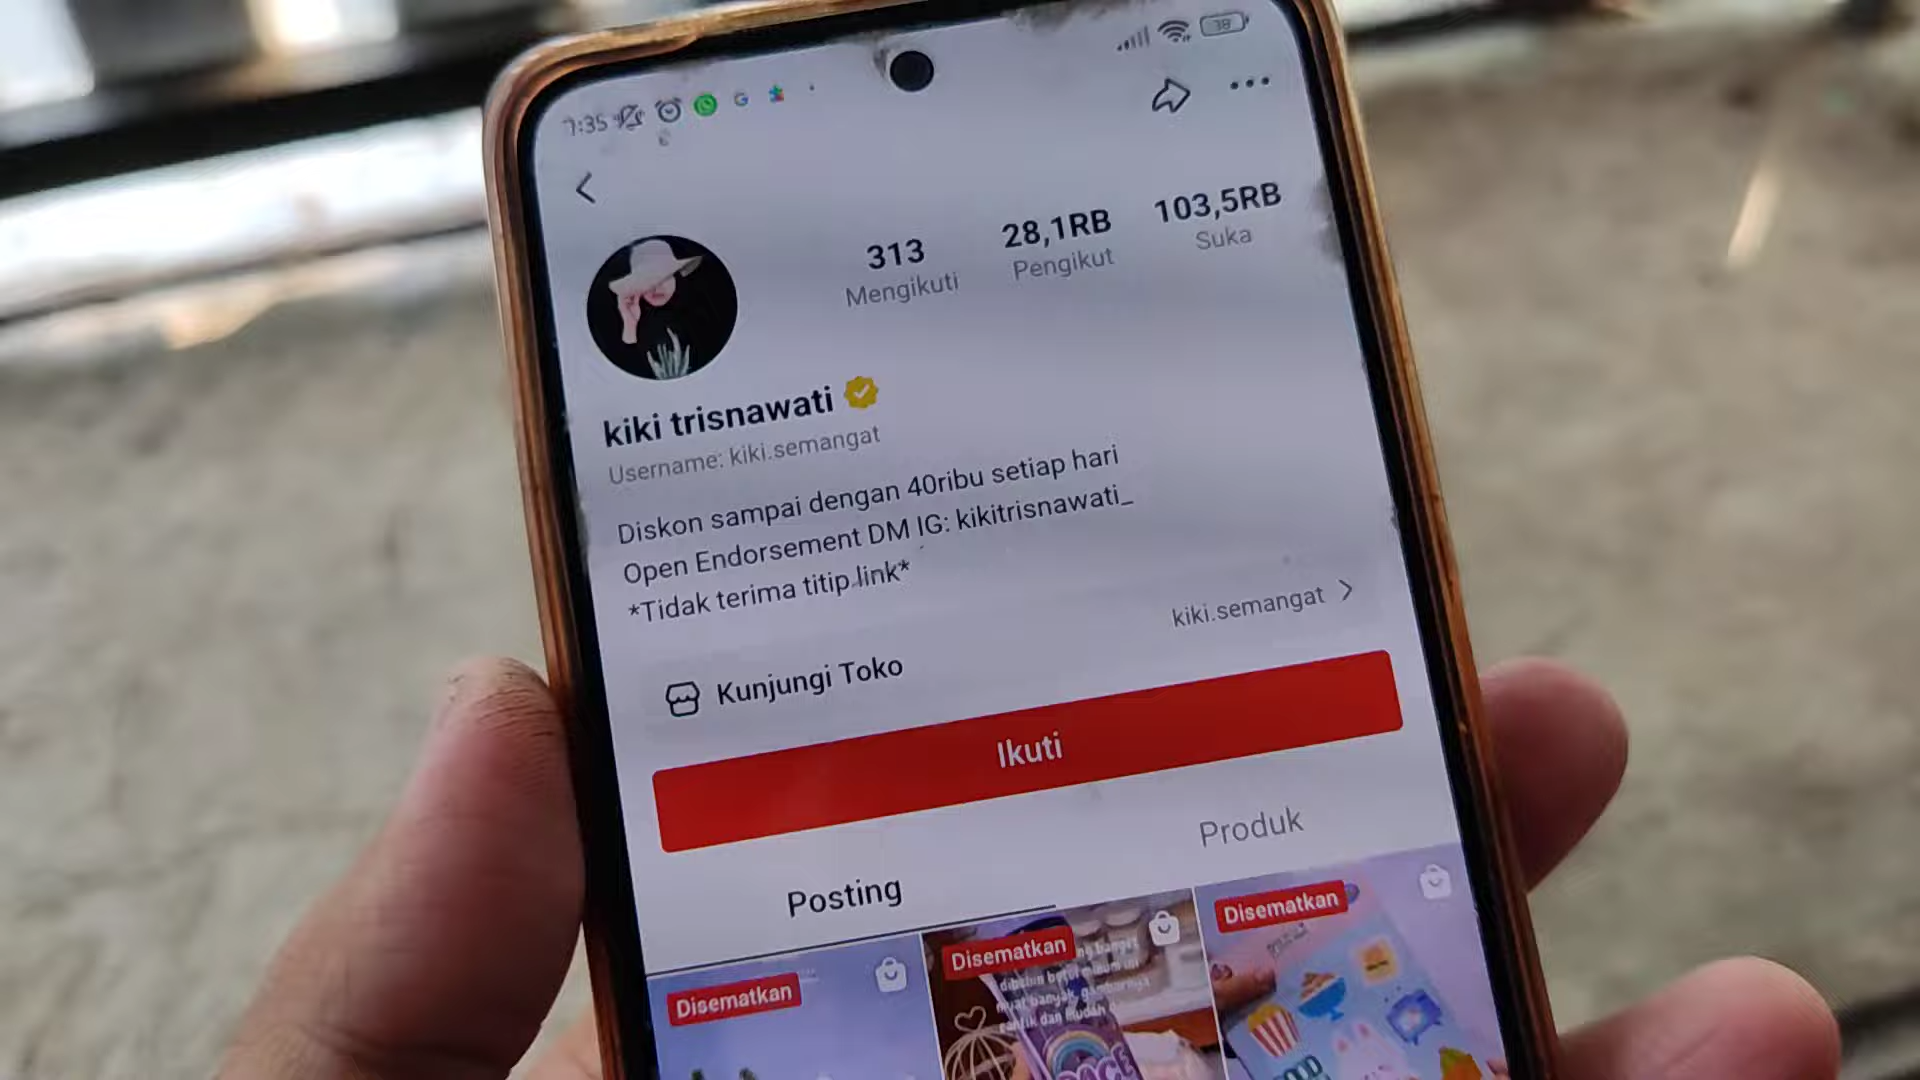 7:35
38
313
Mengikuti
28,1RB
Pengikut
103,5RB
Suka
kiki trisnawati
Username: kiki.semangat
Diskon sampai dengan 40ribu setiap hari
Open Endorsement DM IG: kikitrisnawati_
*Tidak terima titip link*
Kunjungi Toko
kiki.semangat
Ikuti
Posting
Produk
Disematkan
Disematkan
Disematkan